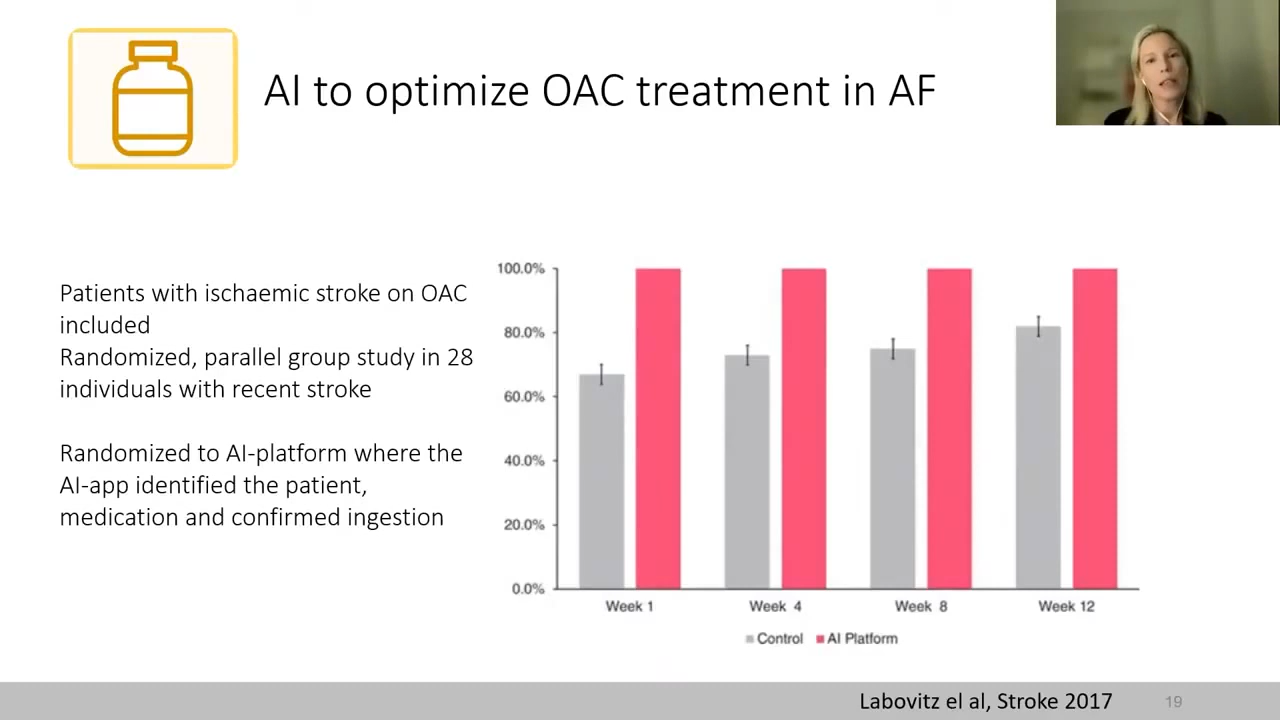 AI to optimize OAC treatment in AF
Patients with ischaemic stroke on OAC
included
Randomized, parallel group study in 28
individuals with recent stroke
Randomized to AI-platform where the
AI-app identified the patient,
medication and confirmed ingestion
100.0%
80.0%
60.0%
40.0%
20.0%
0.0%
Week 1
Week 4
Week 8
Week 12
Control
AI Platform
Labovitz el al, Stroke 2017
19